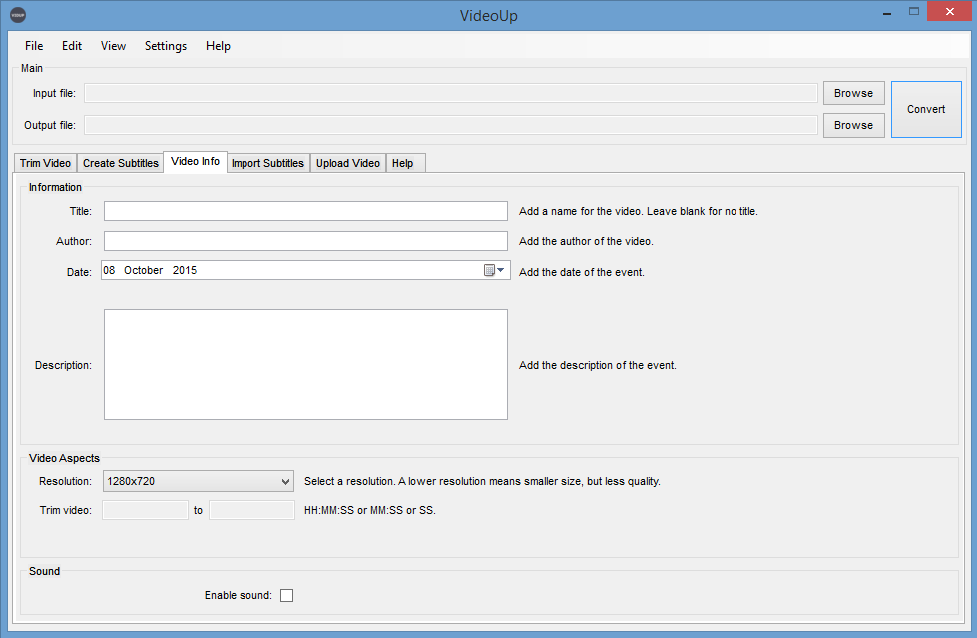 VideoUp
File Edit View Settings Help
Main
Input file: Browse
Convert
Output file: Browse
Trim Video Create Subtitles Video Info Import Subtitles Upload Video Help
Information
Title: Add a name for the video. Leave blank for no title.
Author: Add the author of the video.
Date: 08 October 2015 Add the date of the event.
Description: Add the description of the event.
Video Aspects
Resolution: 1280x720 Select a resolution. A lower resolution means smaller size, but less quality.
Trim video: to HH:MM:SS or MM:SS or SS.
Sound
Enable sound: